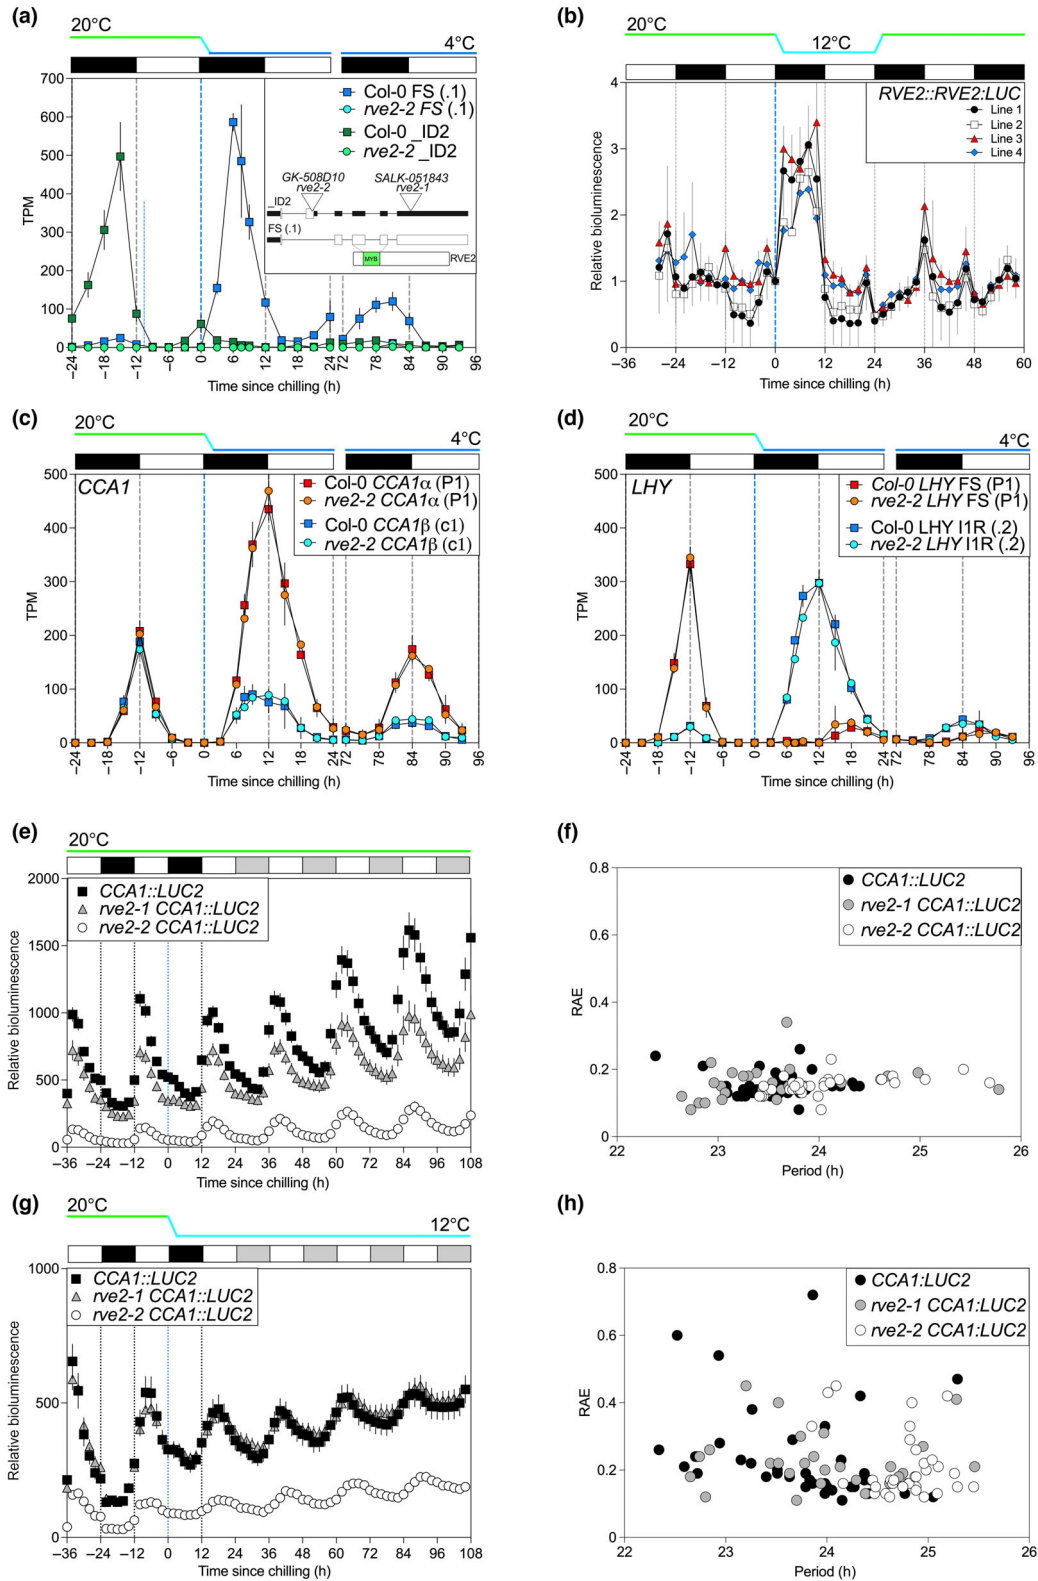 (a)
20°C
4°C
700
600
500
400
300
200
100
0
TPM
Col-0 FS (.1)
rve2-2 FS (.1)
Col-0 _ID2
rve2-2 _ID2
GK-508D10
rve2-2
SALK-051843
rve2-1
_ID2
FS (.1)
MYB
RVE2
−24
−18
−12
−6
0
6
12
18
24
72
78
84
90
96
Time since chilling (h)
(b)
20°C
12°C
4
3
2
1
0
Relative bioluminescence
RVE2::RVE2:LUC
Line 1
Line 2
Line 3
Line 4
−36
−24
−12
0
12
24
36
48
60
Time since chilling (h)
(c)
20°C
4°C
500
400
300
200
100
0
TPM
CCA1
Col-0 CCA1α (P1)
rve2-2 CCA1α (P1)
Col-0 CCA1β (c1)
rve2-2 CCA1β (c1)
−24
−18
−12
−6
0
6
12
18
24
72
78
84
90
96
Time since chilling (h)
(d)
20°C
4°C
500
400
300
200
100
0
TPM
LHY
Col-0 LHY FS (P1)
rve2-2 LHY FS (P1)
Col-0 LHY I1R (.2)
rve2-2 LHY I1R (.2)
−24
−18
−12
−6
0
6
12
18
24
72
78
84
90
96
Time since chilling (h)
(e)
20°C
2000
1500
1000
500
0
Relative bioluminescence
CCA1::LUC2
rve2-1 CCA1::LUC2
rve2-2 CCA1::LUC2
−36
−24
−12
0
12
24
36
48
60
72
84
96
108
Time since chilling (h)
(f)
0.8
0.6
0.4
0.2
0
RAE
CCA1::LUC2
rve2-1 CCA1::LUC2
rve2-2 CCA1::LUC2
22
23
24
25
26
Period (h)
(g)
20°C
12°C
1000
500
0
Relative bioluminescence
CCA1::LUC2
rve2-1 CCA1::LUC2
rve2-2 CCA1::LUC2
−36
−24
−12
0
12
24
36
48
60
72
84
96
108
Time since chilling (h)
(h)
0.8
0.6
0.4
0.2
0
RAE
CCA1:LUC2
rve2-1 CCA1:LUC2
rve2-2 CCA1:LUC2
22
23
24
25
26
Period (h)